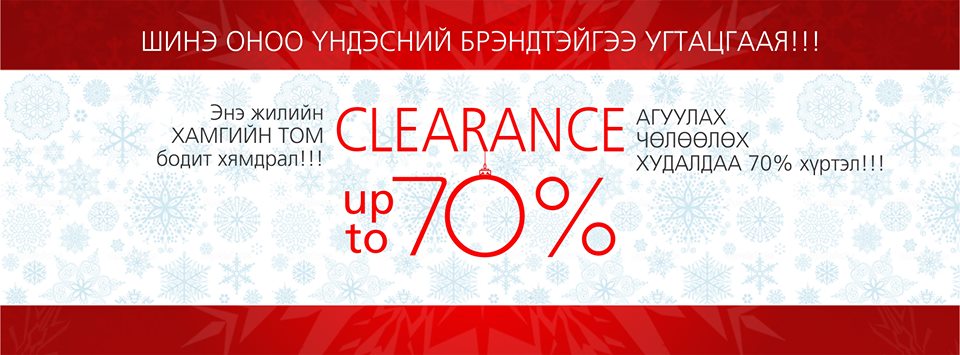 ШИНЭ ОНОО ҮНДЭСНИЙ БРЭНДТЭЙГЭЭ УГТАЦГААЯ!!!
Энэ жилийн
ХАМГИЙН ТОМ
бодит хямдрал!!!
CLEARANCE
up to 70%
АГУУЛАХ
ЧӨЛӨӨЛӨХ
ХУДАЛДАА 70% хүртэл!!!